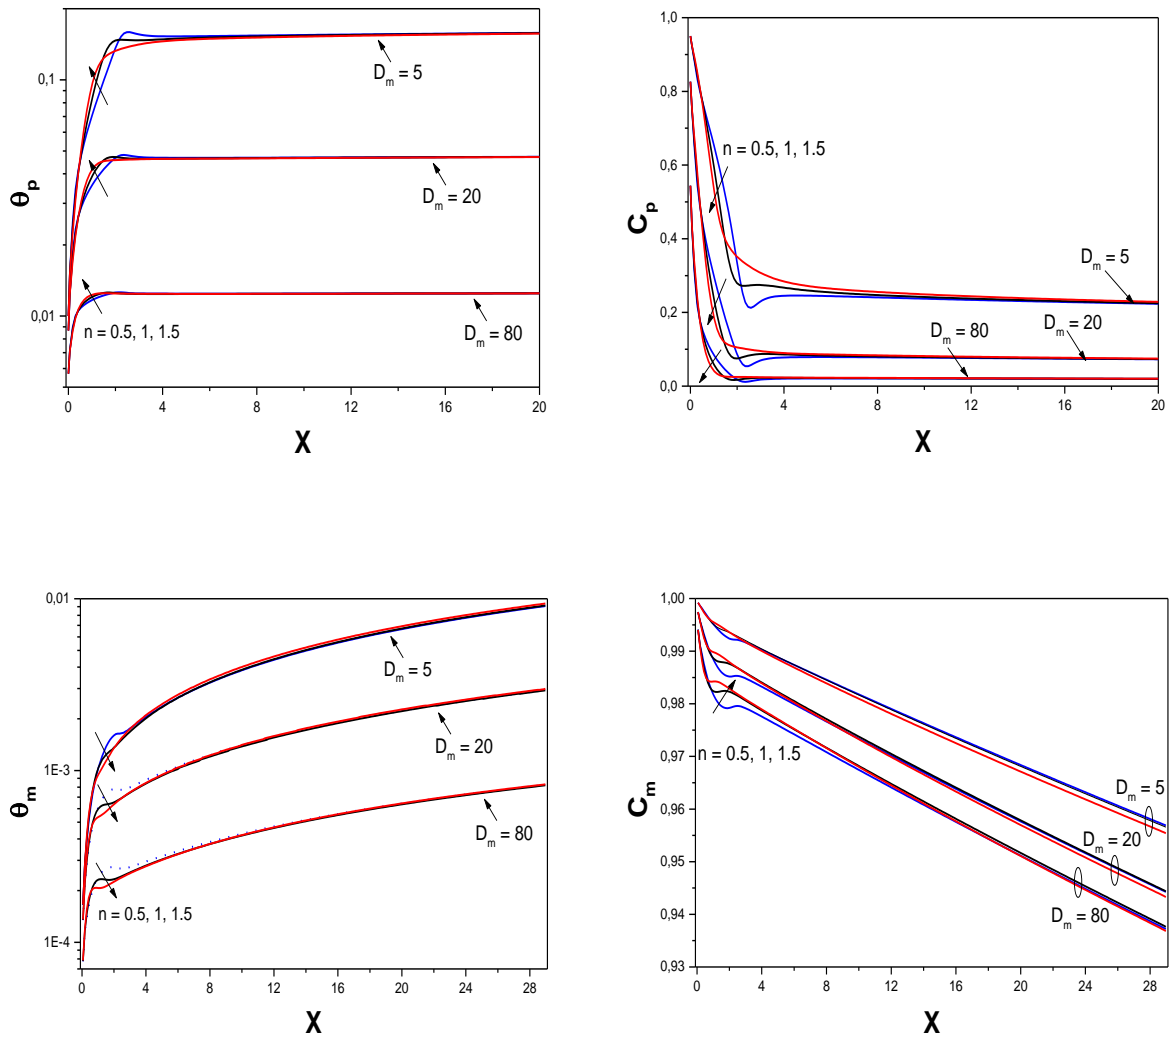 0,1
0,01
θp
Dm = 5
Dm = 20
n = 0.5, 1, 1.5
Dm = 80
0 4 8 12 16 20
X
1,0
0,8
0,6
0,4
0,2
0,0
Cp
n = 0.5, 1, 1.5
Dm = 5
Dm = 80
Dm = 20
0 4 8 12 16 20
X
0,01
1E-3
1E-4
θm
Dm = 5
Dm = 20
Dm = 80
n = 0.5, 1, 1.5
0 4 8 12 16 20 24 28
X
1,00
0,99
0,98
0,97
0,96
0,95
0,94
0,93
Cm
n = 0.5, 1, 1.5
Dm = 5
Dm = 20
Dm = 80
0 4 8 12 16 20 24 28
X